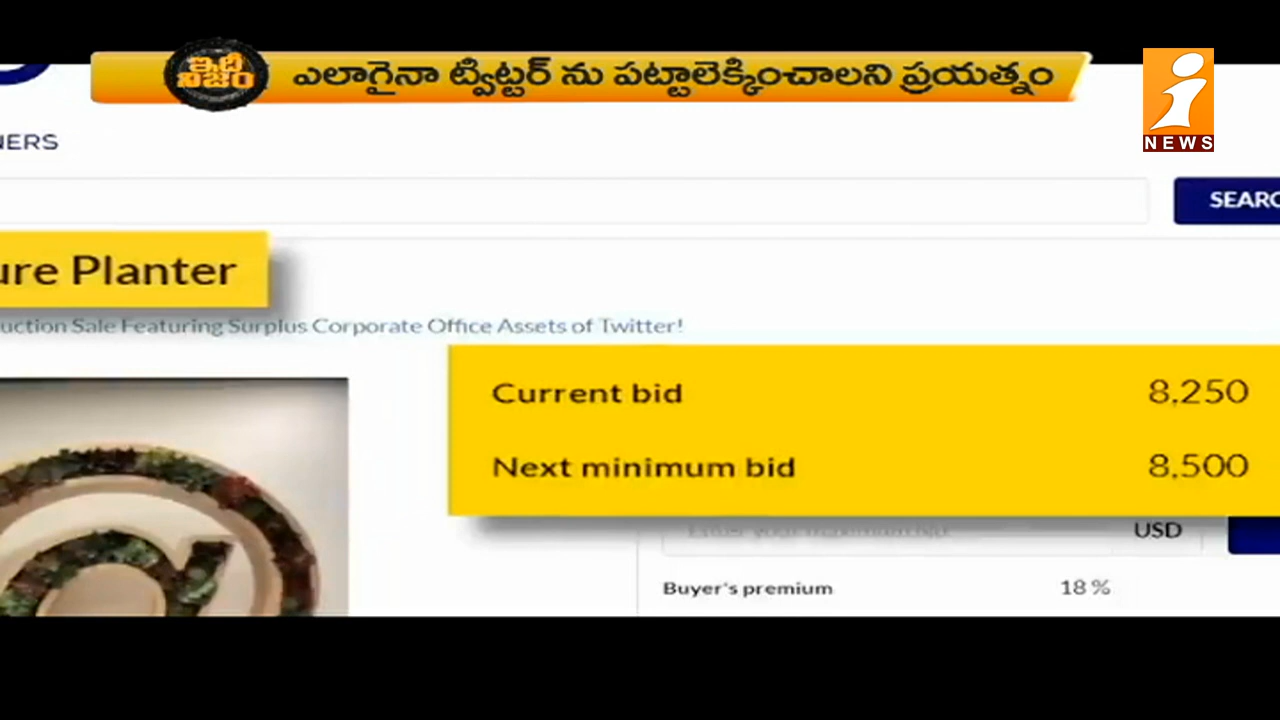 ఇది
నిజం
ఎలాగైనా ట్విట్టర్ ను పట్టాలెక్కించాలని ప్రయత్నం
NEWS
NERS
SEARC
ure Planter
uction Sale Featuring Surplus Corporate Office Assets of Twitter!
Current bid 8,250
Next minimum bid 8,500
USD
Buyer's premium 18 %